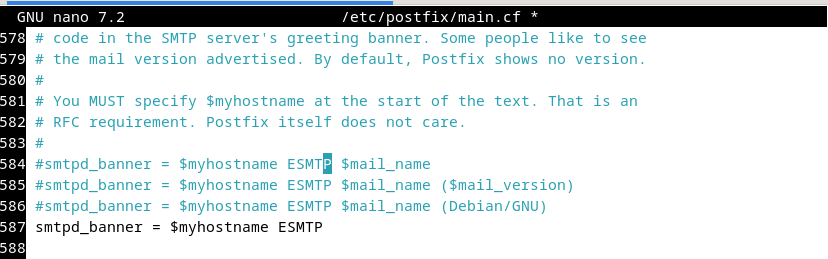 GNU nano 7.2 /etc/postfix/main.cf *
578 # code in the SMTP server's greeting banner. Some people like to see
579 # the mail version advertised. By default, Postfix shows no version.
580 #
581 # You MUST specify $myhostname at the start of the text. That is an
582 # RFC requirement. Postfix itself does not care.
583 #
584 #smtpd_banner = $myhostname ESMTP $mail_name
585 #smtpd_banner = $myhostname ESMTP $mail_name ($mail_version)
586 #smtpd_banner = $myhostname ESMTP $mail_name (Debian/GNU)
587 smtpd_banner = $myhostname ESMTP
588